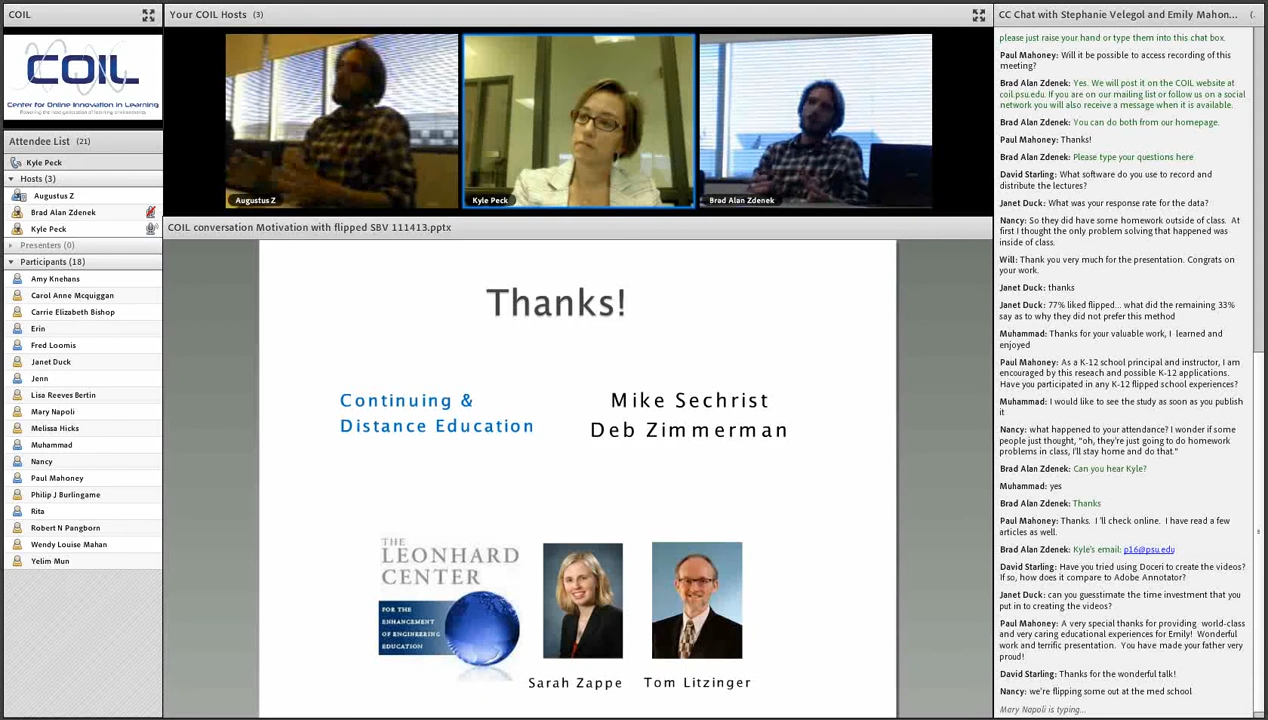 COIL
COIL
Center for Online Innovation in Learning
Attendee List (21)
Kyle Peck
Hosts (3)
Augustus Z
Brad Alan Zdenek
Kyle Peck
Presenters (0)
Participants (18)
Amy Knehans
Carol Anne Mcquiggan
Carrie Elizabeth Bishop
Erin
Fred Loomis
Janet Duck
Jenn
Lisa Reeves Bertin
Mary Napoli
Melissa Hicks
Muhammad
Nancy
Paul Mahoney
Philip J Burlingame
Rita
Robert N Pangborn
Wendy Louise Mahan
Yelim Mun
Your COIL Hosts (3)
Augustus Z
Kyle Peck
Brad Alan Zdenek
COIL conversation Motivation with flipped SBV 111413.pptx
Thanks!
Continuing &
Distance Education
Mike Sechrist
Deb Zimmerman
THE
LEONHARD
CENTER
FOR THE
ENHANCEMENT
OF ENGINEERING
EDUCATION
Sarah Zappe
Tom Litzinger
CC Chat with Stephanie Velegol and Emily Mahon...
please just raise your hand or type them into this chat box.
Paul Mahoney: Will it be possible to access recording of this
meeting?
Brad Alan Zdenek: Yes. We will post it on the COIL website at
coil.psu.edu. If you are on our mailing list or follow us on a social
network you will also receive a message when it is available.
Brad Alan Zdenek: You can do both from our homepage.
Paul Mahoney: Thanks!
Brad Alan Zdenek: Please type your questions here
David Starling: What software do you use to record and
distribute the lectures?
Janet Duck: What was your response rate for the data?
Nancy: So they did have some homework outside of class. At
first I thought the only problem solving that happened was
inside of class.
Will: Thank you very much for the presentation. Congrats on
your work.
Janet Duck: thanks
Janet Duck: 77% liked flipped... what did the remaining 33%
say as to why they did not prefer this method
Muhammad: Thanks for your valuable work, I learned and
enjoyed
Paul Mahoney: As a K-12 school principal and instructor, I am
encouraged by this reseach and possible K-12 applications.
Have you participated in any K-12 flipped school experiences?
Muhammad: I would like to see the study as soon as you publish
it
Nancy: what happened to your attendance? I wonder if some
people just thought, "oh, they're just going to do homework
problems in class, I'll stay home and do that."
Brad Alan Zdenek: Can you hear Kyle?
Muhammad: yes
Brad Alan Zdenek: Thanks
Paul Mahoney: Thanks. I 'll check online. I have read a few
articles as well.
Brad Alan Zdenek: Kyle's email: p16@psu.edu
David Starling: Have you tried using Doceri to create the videos?
If so, how does it compare to Adobe Annotator?
Janet Duck: can you guesstimate the time investment that you
put in to creating the videos?
Paul Mahoney: A very special thanks for providing world-class
and very caring educational experiences for Emily! Wonderful
work and terrific presentation. You have made your father very
proud!
David Starling: Thanks for the wonderful talk!
Nancy: we're flipping some out at the med school
Mary Napoli is typing...